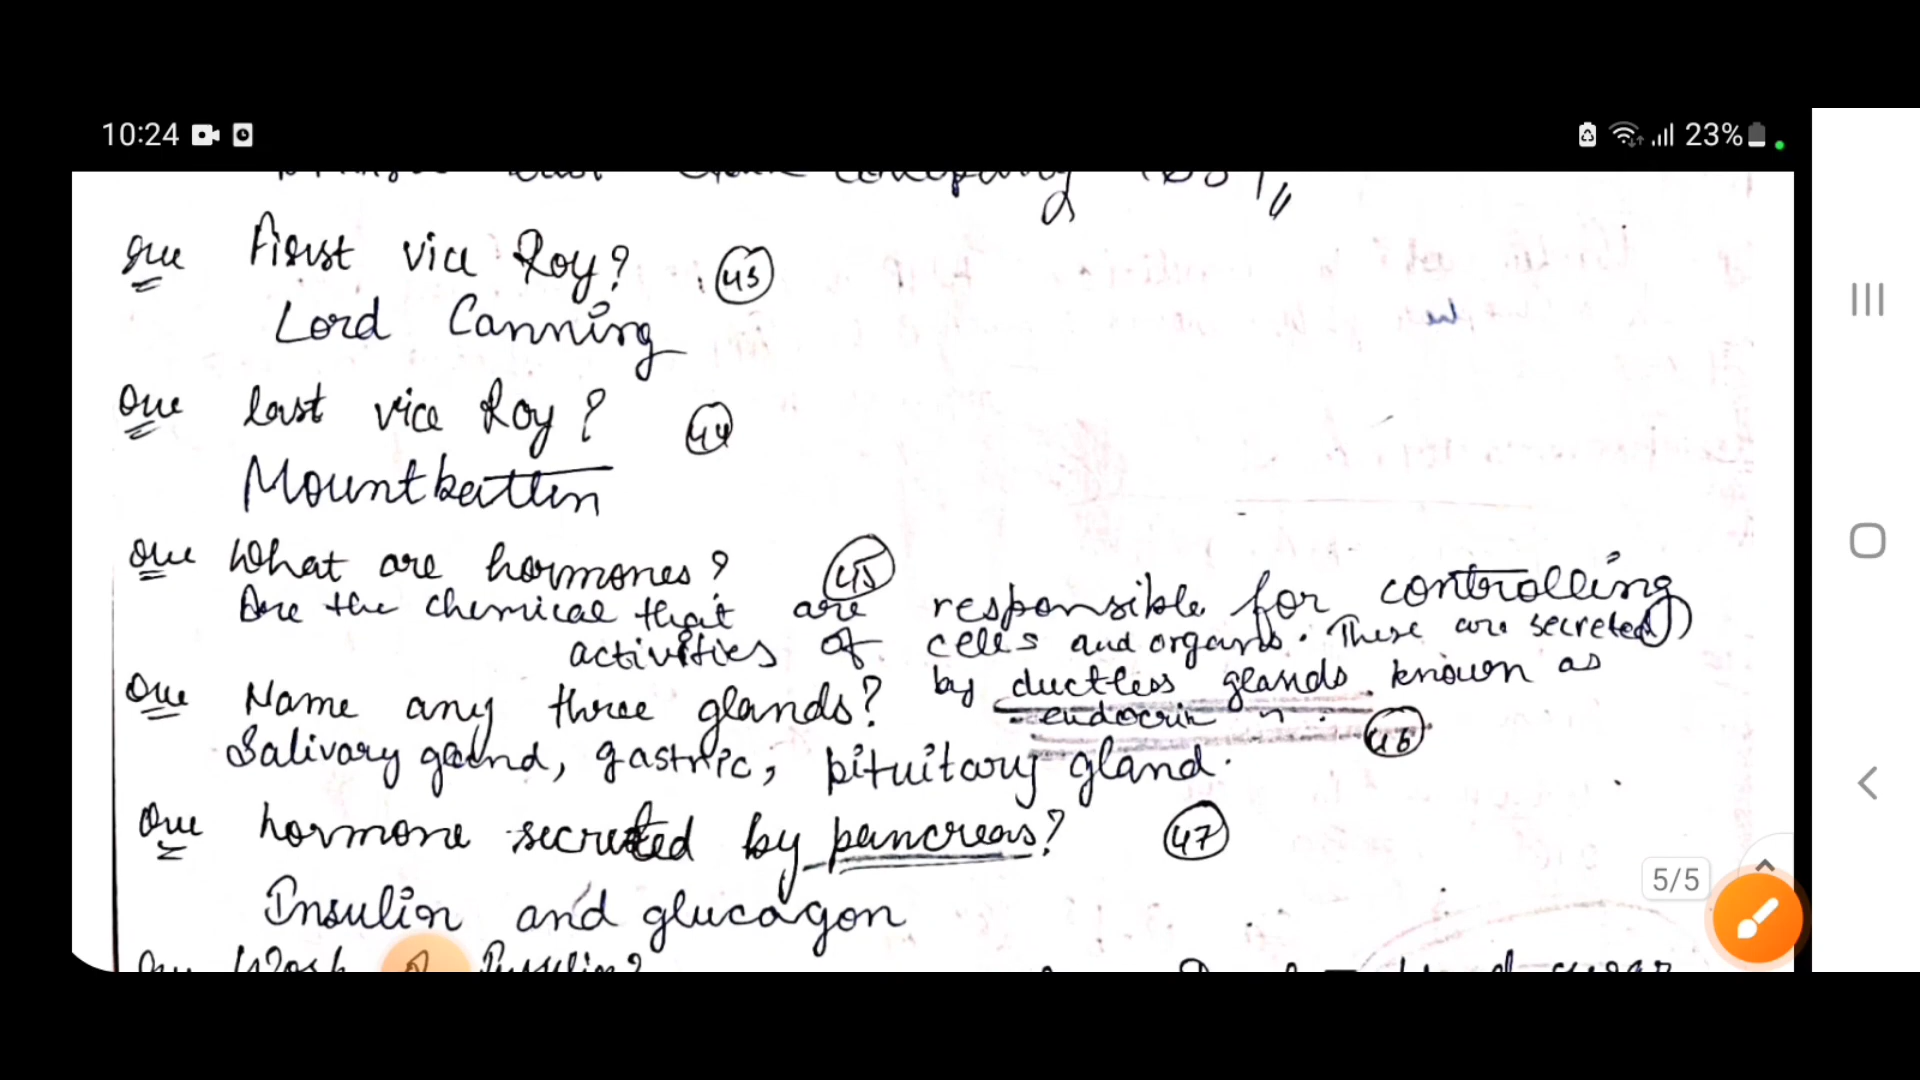 10:24
23%
Que First vice Roy? 43
Lord Canning
Que last vice Roy? 44
Mountbatten
Que What are hormones? 45
Are the chemical that are responsible for controlling
activities of cells and organs. These are secreted
by ductless glands known as
endocrin "
Que Name any three glands? 46
Salivary gland, gastric, pituitary gland.
Que hormone secreted by pancreas? 47
Insulin and glucagon
5/5